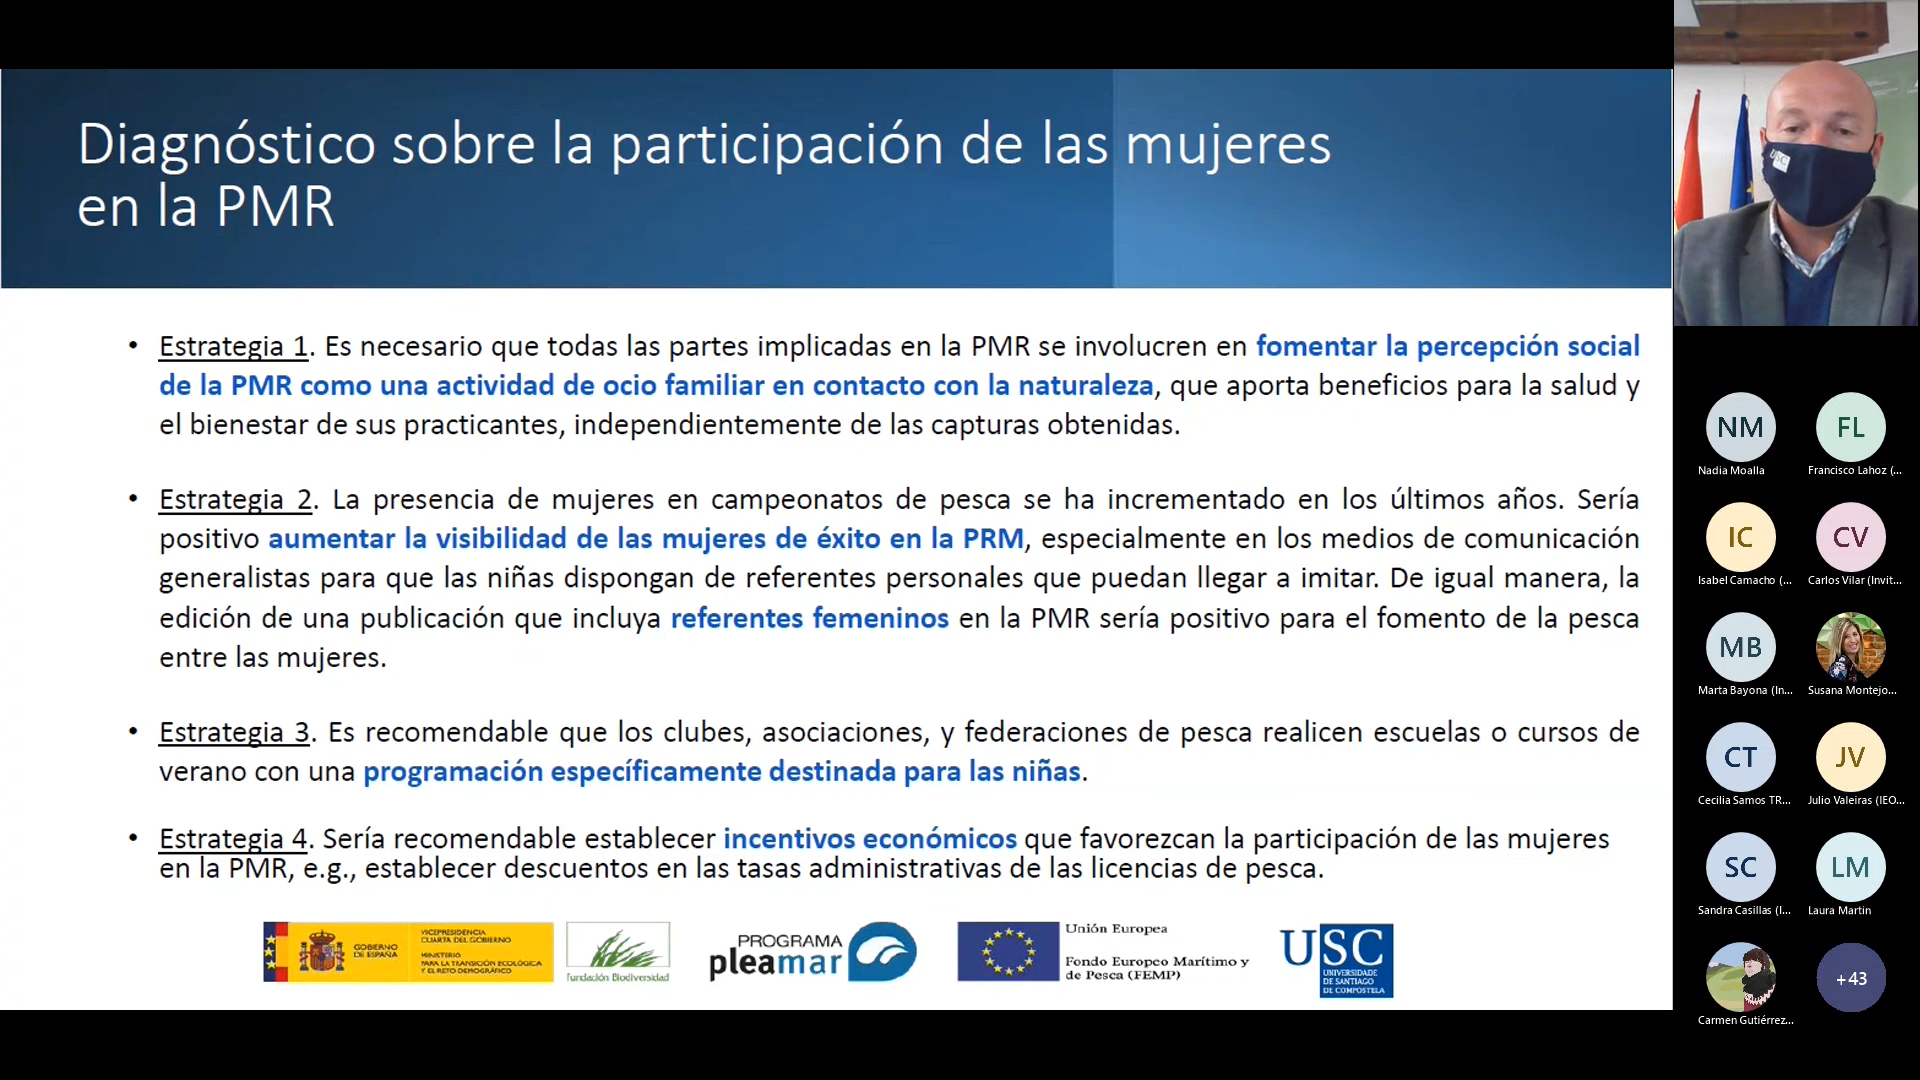 Diagnóstico sobre la participación de las mujeres
en la PMR
• Estrategia 1. Es necesario que todas las partes implicadas en la PMR se involucren en fomentar la percepción social
de la PMR como una actividad de ocio familiar en contacto con la naturaleza, que aporta beneficios para la salud y
el bienestar de sus practicantes, independientemente de las capturas obtenidas.
• Estrategia 2. La presencia de mujeres en campeonatos de pesca se ha incrementado en los últimos años. Sería
positivo aumentar la visibilidad de las mujeres de éxito en la PRM, especialmente en los medios de comunicación
generalistas para que las niñas dispongan de referentes personales que puedan llegar a imitar. De igual manera, la
edición de una publicación que incluya referentes femeninos en la PMR sería positivo para el fomento de la pesca
entre las mujeres.
• Estrategia 3. Es recomendable que los clubes, asociaciones, y federaciones de pesca realicen escuelas o cursos de
verano con una programación específicamente destinada para las niñas.
• Estrategia 4. Sería recomendable establecer incentivos económicos que favorezcan la participación de las mujeres
en la PMR, e.g., establecer descuentos en las tasas administrativas de las licencias de pesca.
GOBIERNO
DE ESPAÑA
VICEPRESIDENCIA
CUARTA DEL GOBIERNO
MINISTERIO
PARA LA TRANSICIÓN ECOLÓGICA
Y EL RETO DEMOGRÁFICO
Fundación Biodiversidad
PROGRAMA
pleamar
Unión Europea
Fondo Europeo Marítimo y
de Pesca (FEMP)
USC
UNIVERSIDADE
DE SANTIAGO
DE COMPOSTELA
USC
NM
Nadia Moalla
FL
Francisco Lahoz (...
IC
Isabel Camacho (...
CV
Carlos Vilar (Invit...
MB
Marta Bayona (In...
Susana Montejo...
CT
Cecilia Samos TR...
JV
Julio Valeiras (IEO...
SC
Sandra Casillas (I...
LM
Laura Martin
Carmen Gutiérrez...
+43